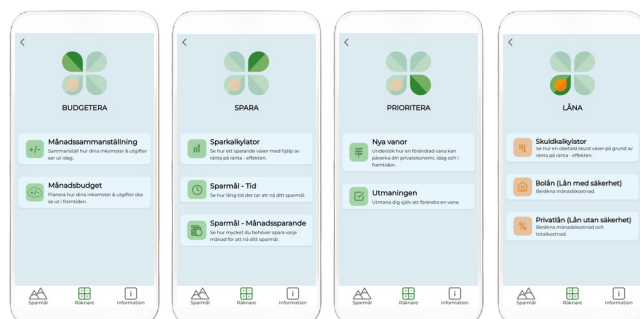 BUDGETERA
+/-
Månadssammanställning
Sammanställ hur dina inkomster & utgifter
ser ut idag.
+/-
Månadsbudget
Planera hur dina inkomster & utgifter ska
se ut i framtiden.
Sparmål
Räknare
i
Information
SPARA
Sparkalkylator
Se hur ett sparande växer med hjälp av
ränta på ränta - effekten.
Sparmål - Tid
Se hur lång tid det tar att nå ditt sparmål.
Sparmål - Månadssparande
Se hur mycket du behöver spara varje
månad för att nå ditt sparmål.
Sparmål
Räknare
i
Information
PRIORITERA
Nya vanor
Undersök hur en förändrad vana kan
påverka din privatekonomi, idag och i
framtiden.
Utmaningen
Utmana dig själv att förändra en vana.
Sparmål
Räknare
i
Information
LÅNA
Skuldkalkylator
Se hur en obetald skuld växer på grund av
ränta på ränta - effekten.
Bolån (Lån med säkerhet)
Beräkna månadskostnad.
%
Privatlån (Lån utan säkerhet)
Beräkna månadskostnad och
totalkostnad.
Sparmål
Räknare
i
Information